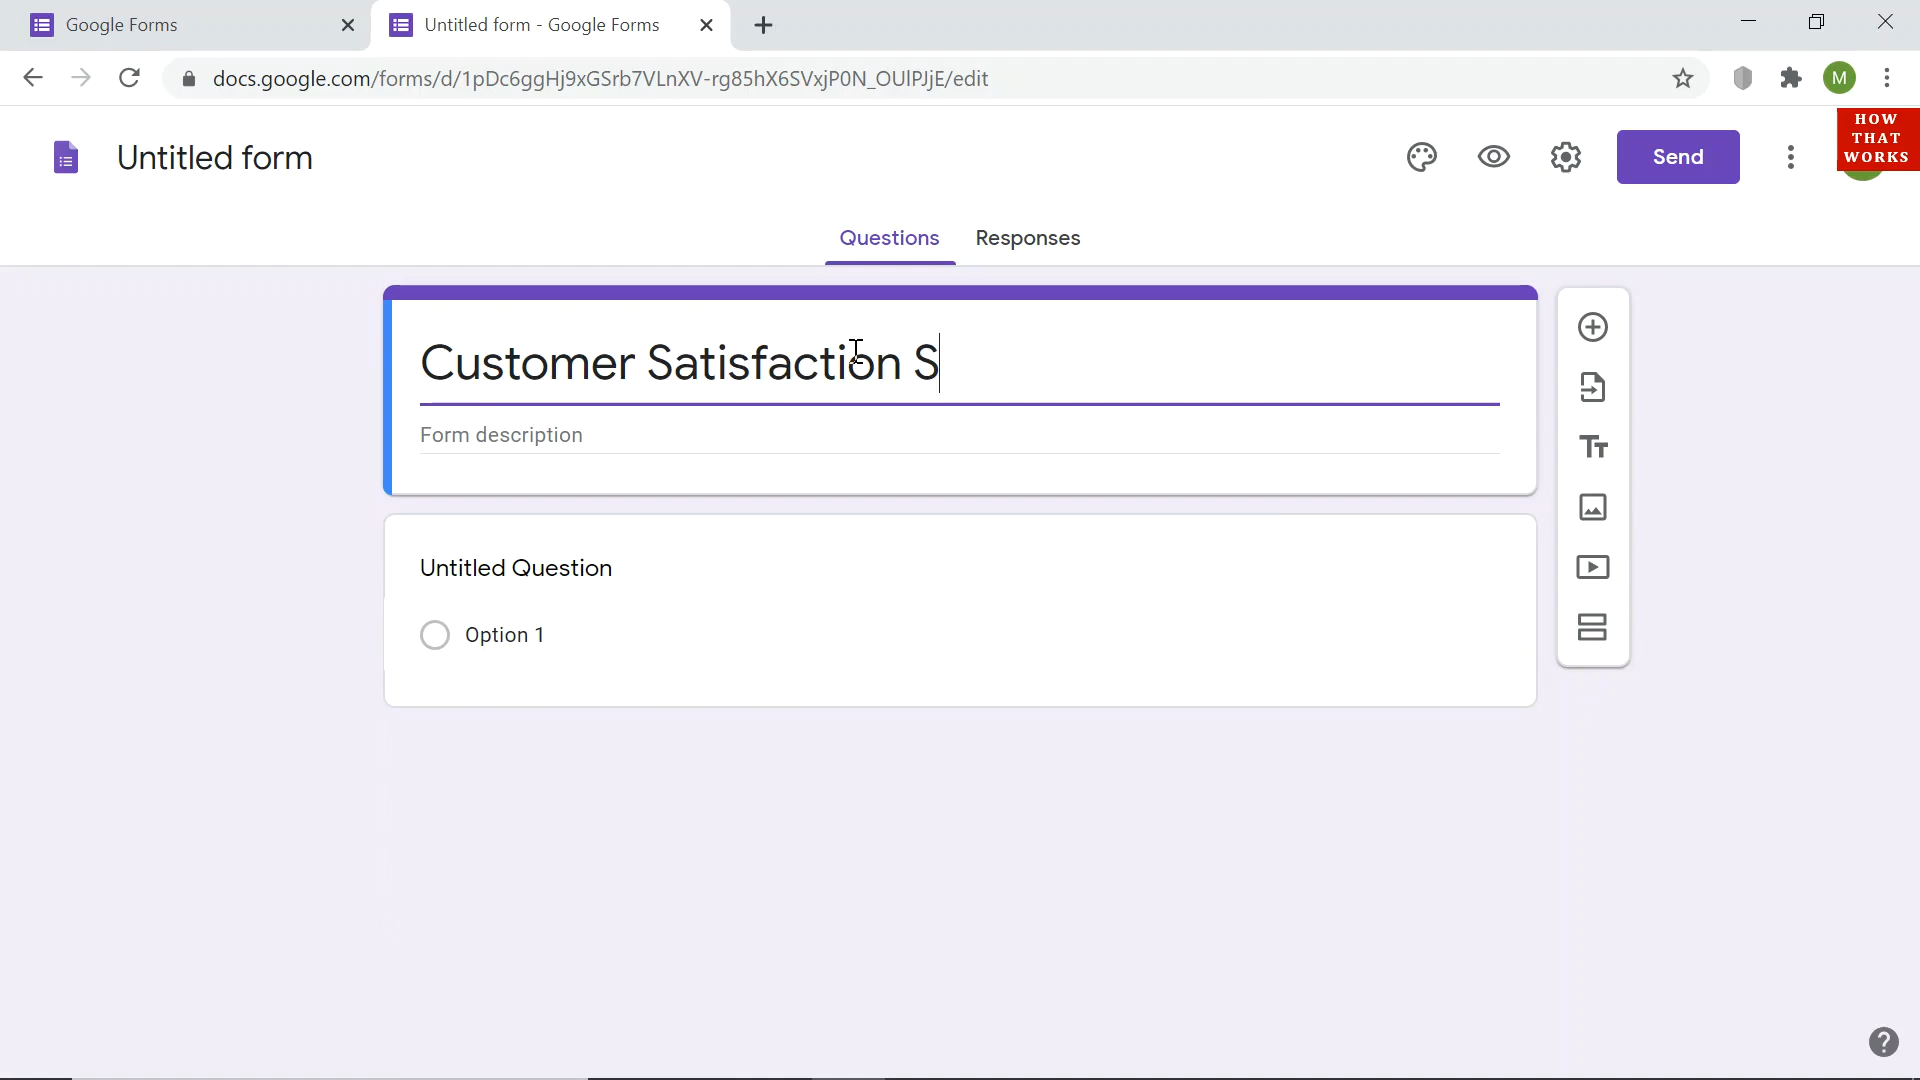 Google Forms
Untitled form - Google Forms
docs.google.com/forms/d/1pDc6ggHj9xGSrb7VLnXV-rg85hX6SVxjP0N_OUlPJjE/edit
M
HOW
THAT
WORKS
Untitled form
Send
Questions
Responses
Customer Satisfaction S
Form description
Untitled Question
Option 1